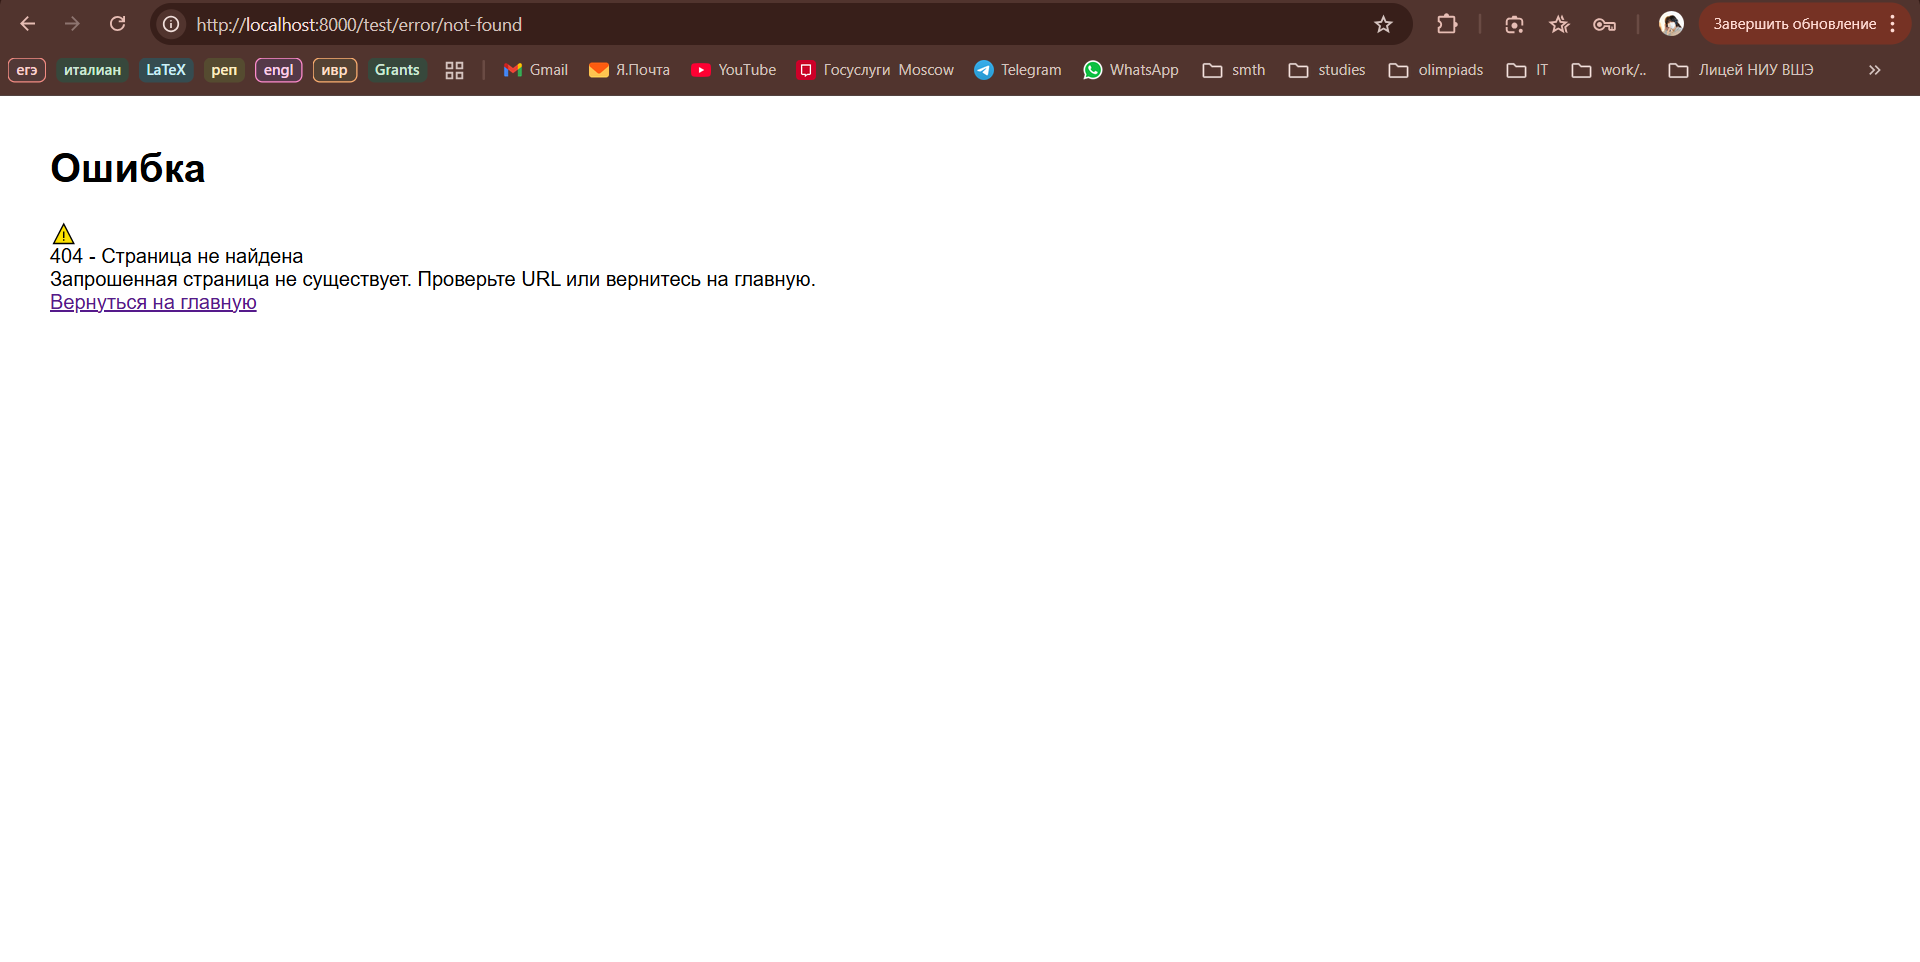 http://localhost:8000/test/error/not-found
Завершить обновление
егэ италиан LaTeX реп engl ивр Grants Gmail Я.Почта YouTube Госуслуги Moscow Telegram WhatsApp smth studies olimpiads IT work/.. Лицей НИУ ВШЭ
Ошибка
404 - Страница не найдена
Запрошенная страница не существует. Проверьте URL или вернитесь на главную.
Вернуться на главную